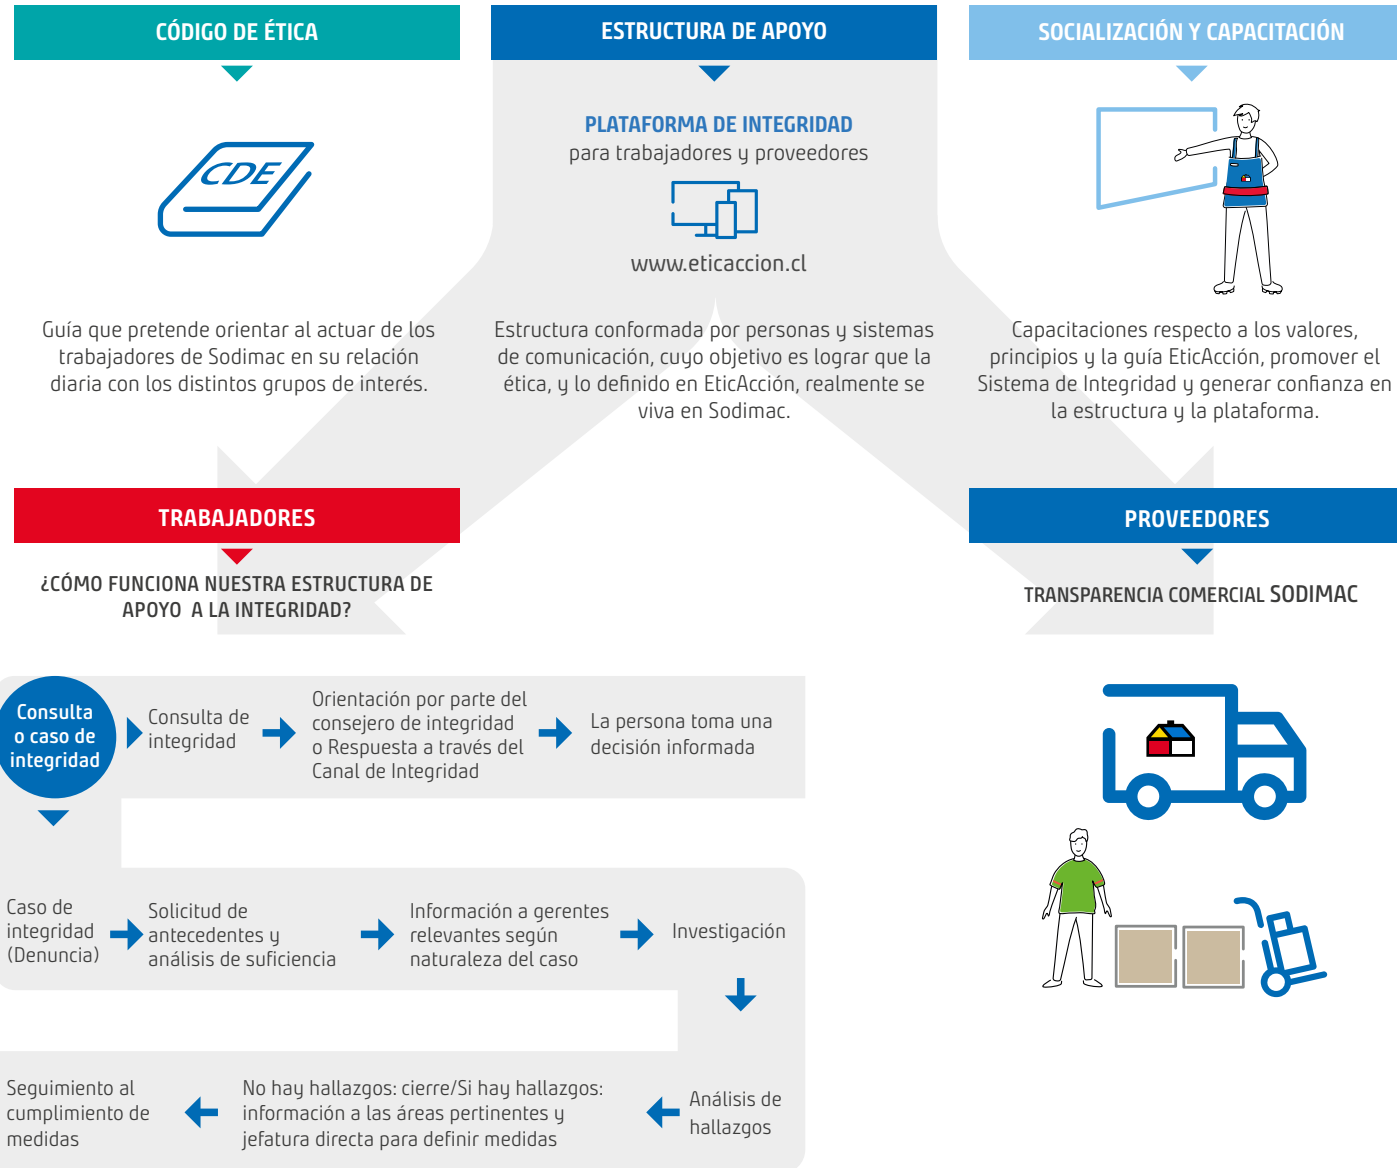 CÓDIGO DE ÉTICA
CDE
Guía que pretende orientar al actuar de los
trabajadores de Sodimac en su relación
diaria con los distintos grupos de interés.
ESTRUCTURA DE APOYO
PLATAFORMA DE INTEGRIDAD
para trabajadores y proveedores
www.eticaccion.cl
Estructura conformada por personas y sistemas
de comunicación, cuyo objetivo es lograr que la
ética, y lo definido en EticAcción, realmente se
viva en Sodimac.
SOCIALIZACIÓN Y CAPACITACIÓN
Capacitaciones respecto a los valores,
principios y la guía EticAcción, promover el
Sistema de Integridad y generar confianza en
la estructura y la plataforma.
TRABAJADORES
¿CÓMO FUNCIONA NUESTRA ESTRUCTURA DE
APOYO A LA INTEGRIDAD?
Consulta
o caso de
integridad
Consulta de
integridad
Orientación por parte del
consejero de integridad
o Respuesta a través del
Canal de Integridad
La persona toma una
decisión informada
Caso de
integridad
(Denuncia)
Solicitud de
antecedentes y
análisis de suficiencia
Información a gerentes
relevantes según
naturaleza del caso
Investigación
Análisis de
hallazgos
No hay hallazgos: cierre/Si hay hallazgos:
información a las áreas pertinentes y
jefatura directa para definir medidas
Seguimiento al
cumplimiento de
medidas
PROVEEDORES
TRANSPARENCIA COMERCIAL SODIMAC